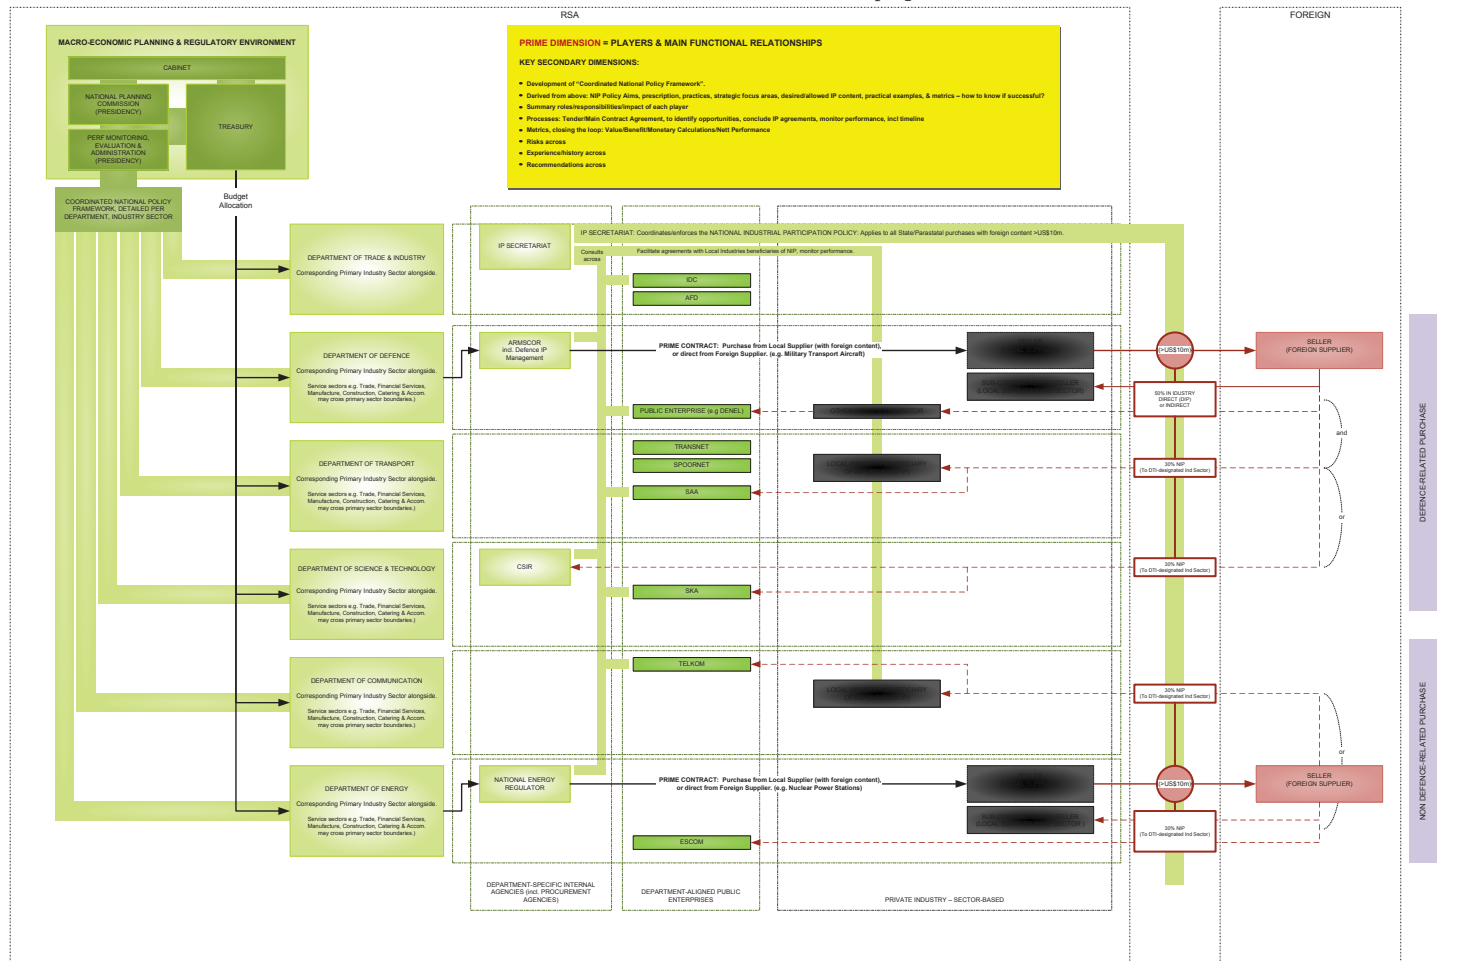 RSA
FOREIGN
MACRO-ECONOMIC PLANNING & REGULATORY ENVIRONMENT
CABINET
NATIONAL PLANNING
COMMISSION
(PRESIDENCY)
TREASURY
PERF MONITORING,
EVALUATION &
ADMINISTRATION
(PRESIDENCY)
PRIME DIMENSION = PLAYERS & MAIN FUNCTIONAL RELATIONSHIPS
KEY SECONDARY DIMENSIONS:
• Development of "Coordinated National Policy Framework".
• Derived from above: NIP Policy Aims, prescription, practices, strategic focus areas, desired/allowed IP content, practical examples, & metrics – how to know if successful?
• Summary roles/responsibilities/impact of each player
• Processes: Tender/Main Contract Agreement, to identify opportunities, conclude IP agreements, monitor performance, incl timeline
• Metrics, closing the loop: Value/Benefit/Monetary Calculations/Nett Performance
• Risks across
• Experience/history across
• Recommendations across
COORDINATED NATIONAL POLICY
FRAMEWORK, DETAILED PER
DEPARTMENT, INDUSTRY SECTOR
Budget
Allocation
DEPARTMENT OF TRADE & INDUSTRY
Corresponding Primary Industry Sector alongside.
IP SECRETARIAT
IP SECRETARIAT: Coordinates/enforces the NATIONAL INDUSTRIAL PARTICIPATION POLICY: Applies to all State/Parastatal purchases with foreign content >US$10m.
Consults
across
Facilitate agreements with Local Industries beneficiaries of NIP, monitor performance.
IDC
AFD
DEPARTMENT OF DEFENCE
Corresponding Primary Industry Sector alongside.
Service sectors e.g. Trade, Financial Services,
Manufacture, Construction, Catering & Accom.
may cross primary sector boundaries.)
ARMSCOR
incl. Defence IP
Management
PRIME CONTRACT: Purchase from Local Supplier (with foreign content),
or direct from Foreign Supplier. (e.g. Military Transport Aircraft)
(>US$10m)
SELLER
(FOREIGN SUPPLIER)
50% IN IDUSTRY
DIRECT (DIP)
or INDIRECT
PUBLIC ENTERPRISE (e.g DENEL)
and
DEFENCE-RELATED PURCHASE
DEPARTMENT OF TRANSPORT
Corresponding Primary Industry Sector alongside.
Service sectors e.g. Trade, Financial Services,
Manufacture, Construction, Catering & Accom.
may cross primary sector boundaries.)
TRANSNET
SPOORNET
SAA
30% NIP
(To DTI-designated Ind Sector)
or
DEPARTMENT OF SCIENCE & TECHNOLOGY
Corresponding Primary Industry Sector alongside.
Service sectors e.g. Trade, Financial Services,
Manufacture, Construction, Catering & Accom.
may cross primary sector boundaries.)
CSIR
SKA
30% NIP
(To DTI-designated Ind Sector)
DEPARTMENT OF COMMUNICATION
Corresponding Primary Industry Sector alongside.
Service sectors e.g. Trade, Financial Services,
Manufacture, Construction, Catering & Accom.
may cross primary sector boundaries.)
TELKOM
30% NIP
(To DTI-designated Ind Sector)
or
NON DEFENCE-RELATED PURCHASE
DEPARTMENT OF ENERGY
Corresponding Primary Industry Sector alongside.
Service sectors e.g. Trade, Financial Services,
Manufacture, Construction, Catering & Accom.
may cross primary sector boundaries.)
NATIONAL ENERGY
REGULATOR
PRIME CONTRACT: Purchase from Local Supplier (with foreign content),
or direct from Foreign Supplier. (e.g. Nuclear Power Stations)
(>US$10m)
SELLER
(FOREIGN SUPPLIER)
30% NIP
(To DTI-designated Ind Sector)
ESCOM
DEPARTMENT-SPECIFIC INTERNAL
AGENCIES (incl. PROCUREMENT
AGENCIES)
DEPARTMENT-ALIGNED PUBLIC
ENTERPRISES
PRIVATE INDUSTRY – SECTOR-BASED